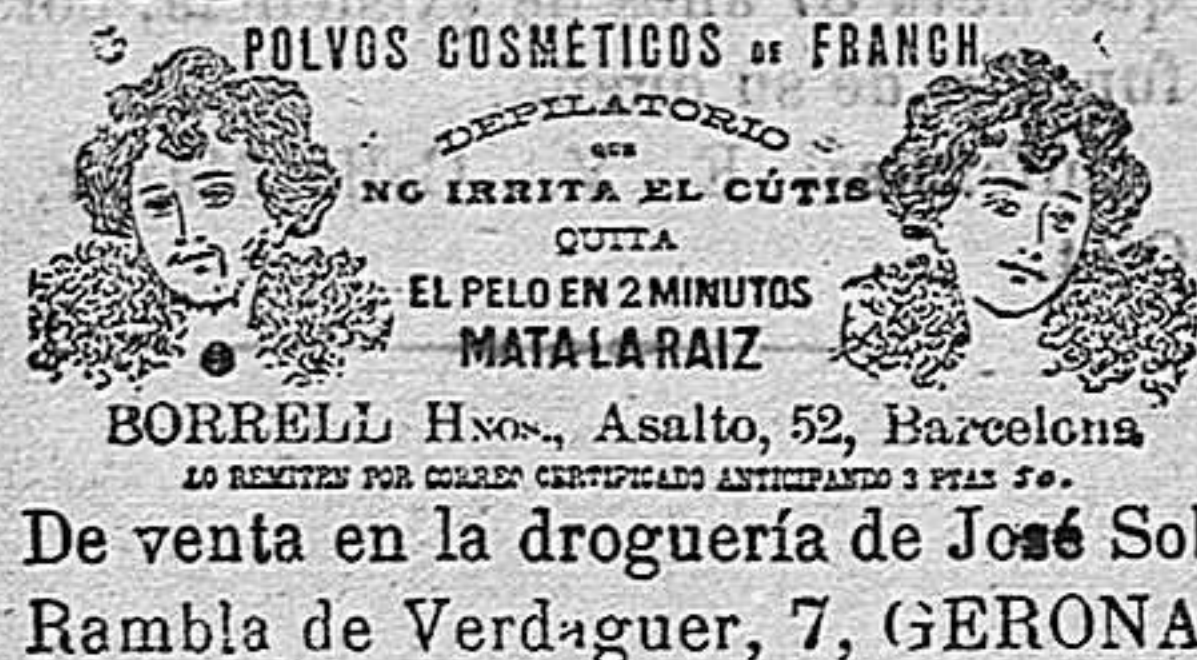 POLVOS COSMÉTICOS DE FRANCH
DEPILATORIO
QUE
NO IRRITA EL CÚTIS
QUITA
EL PELO EN 2 MINUTOS
MATA LA RAIZ
BORRELL Hnos., Asalto, 52, Barcelona
LO REMITEN POR CORREO CERTIFICADO ANTICIPANDO 3 PTAS 50.
De venta en la droguería de José Sol
Rambla de Verdaguer, 7, GERONA